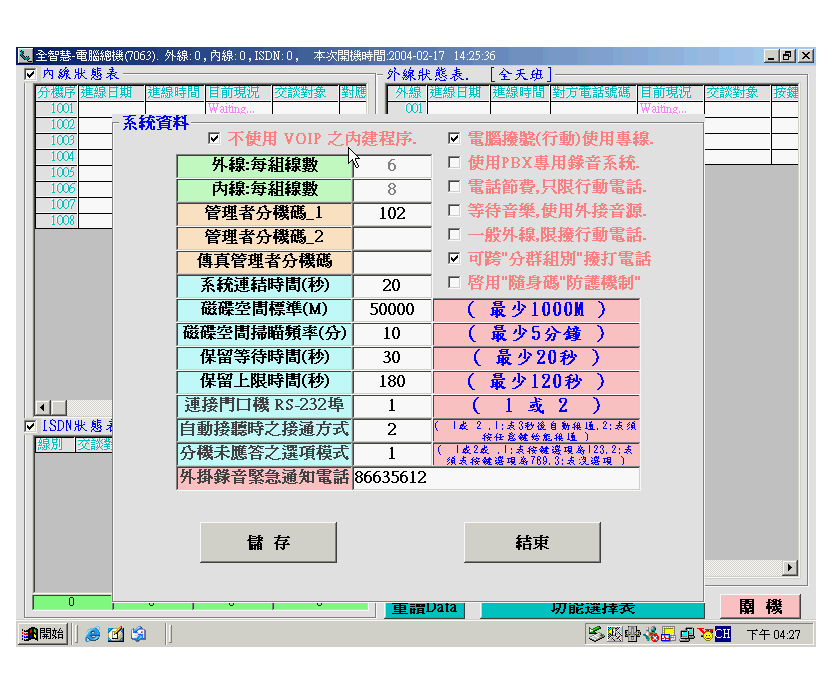 全智慧-電腦總機(7063). 外線: 0 , 內線: 0 , ISDN: 0 , 本次開機時間:2004-02-17 14:25:36
內線狀態表
外線狀態表. [全天班]
分機序 進線日期 進線時間 目前現況 交談對象 對應
外線 進線日期 進線時間 對方電話號碼 目前現況 交談對象 按鍵
1001 Waiting...
001 Waiting...
1002
1003
1004
1005
1006
1007
1008
系統資料
不使用 VOIP 之內建程序.
電腦撥號(行動)使用專線.
外線:每組線數 6
使用PBX專用錄音系統.
內線:每組線數 8
電話節費,只限行動電話.
管理者分機碼_1 102
等待音樂,使用外接音源.
管理者分機碼_2
一般外線,限撥行動電話.
傳真管理者分機碼
可跨"分群組別"撥打電話
系統連結時間(秒) 20
啓用"隨身碼"防護機制"
磁碟空間標準(M) 50000 ( 最少1000M )
磁碟空間掃瞄頻率(分) 10 ( 最少5分鐘 )
保留等待時間(秒) 30 ( 最少20秒 )
保留上限時間(秒) 180 ( 最少120秒 )
連接門口機 RS-232埠 1 ( 1 或 2 )
自動接聽時之接通方式 2 ( 1或 2 .1:表3秒後自動接通.2:表須
按任意鍵始能接通 )
分機未應答之選項模式 1 ( 1或2或 .1:表按鍵選項為123.2:表
須表按鍵選項為789.3:表沒選項 )
外掛錄音緊急通知電話 86635612
ISDN狀態表
線別 交談對
儲 存
結束
0
重讀Data
功能選擇表
關 機
開始
CH
下午 04:27